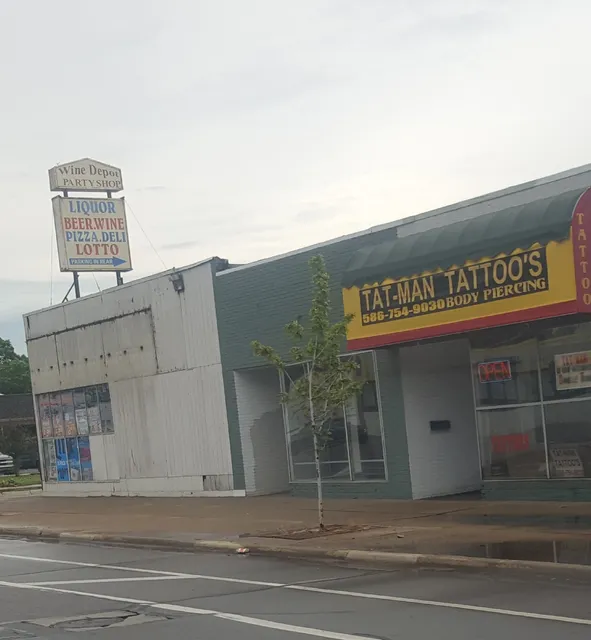 Wine Depot
PARTY SHOP
LIQUOR
BEER.WINE
PIZZA.DELI
LOTTO
PARKING IN REAR
TAT-MAN TATTOO'S
586-754-9030 BODY PIERCING
TATTOO